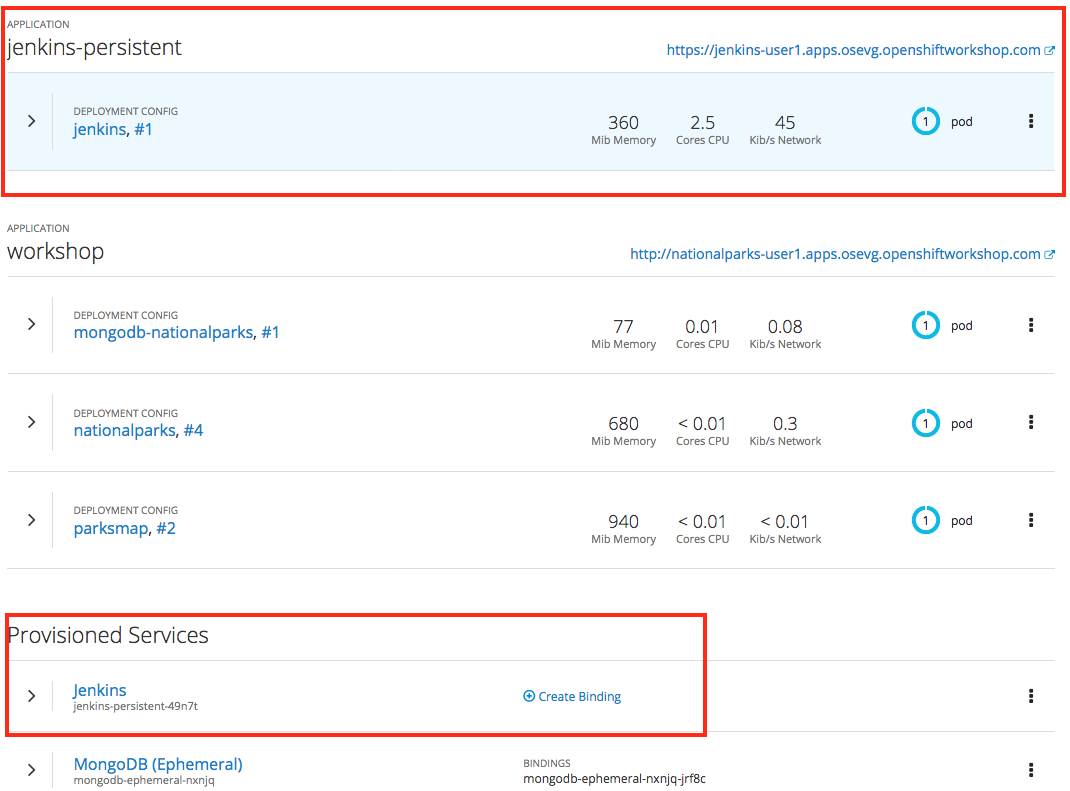 APPLICATION
jenkins-persistent
https://jenkins-user1.apps.osevg.openshiftworkshop.com
DEPLOYMENT CONFIG
jenkins, #1
360 2.5 45
Mib Memory Cores CPU Kib/s Network
1 pod
APPLICATION
workshop
http://nationalparks-user1.apps.osevg.openshiftworkshop.com
DEPLOYMENT CONFIG
mongodb-nationalparks, #1
77 0.01 0.08
Mib Memory Cores CPU Kib/s Network
1 pod
DEPLOYMENT CONFIG
nationalparks, #4
680 < 0.01 0.3
Mib Memory Cores CPU Kib/s Network
1 pod
DEPLOYMENT CONFIG
parksmap, #2
940 < 0.01 < 0.01
Mib Memory Cores CPU Kib/s Network
1 pod
Provisioned Services
Jenkins
jenkins-persistent-49n7t
Create Binding
MongoDB (Ephemeral)
mongodb-ephemeral-nxnjq
BINDINGS
mongodb-ephemeral-nxnjq-jrf8c